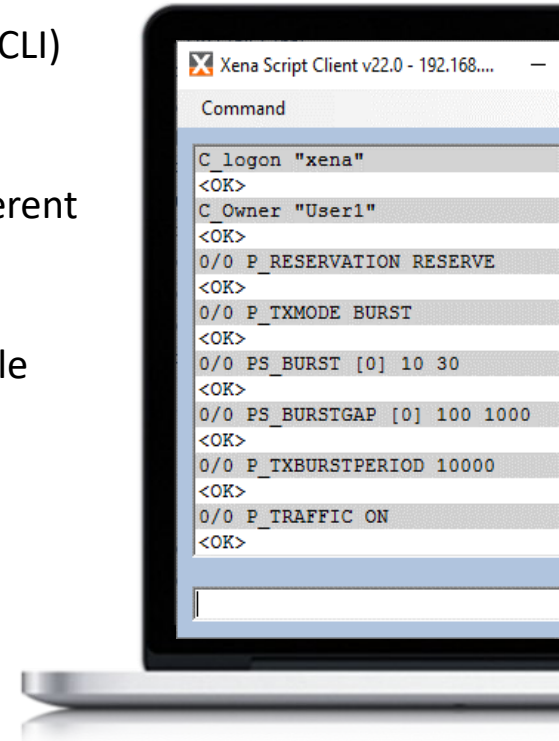 CLI)
erent
le
Xena Script Client v22.0 - 192.168....
Command
C_logon "xena"
<OK>
C_Owner "User1"
<OK>
0/0 P_RESERVATION RESERVE
<OK>
0/0 P_TXMODE BURST
<OK>
0/0 PS_BURST [0] 10 30
<OK>
0/0 PS_BURSTGAP [0] 100 1000
<OK>
0/0 P_TXBURSTPERIOD 10000
<OK>
0/0 P_TRAFFIC ON
<OK>